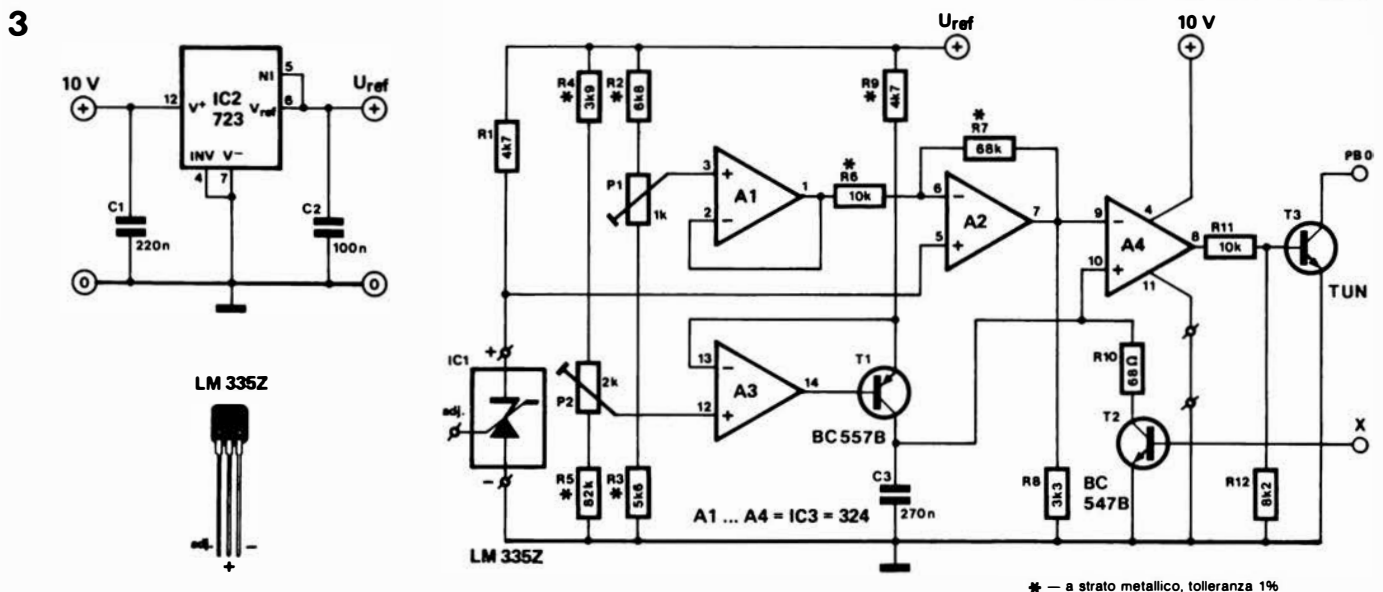 3
10 V
12
V+
IC2
723
NI
5
Vref
6
Uref
INV
V−
4
7
C1
220n
C2
100n
0
0
LM 335Z
adj.
−
+
Uref
10 V
R1
4k7
R4
*
3k9
R2
*
6k8
R9
*
4k7
P1
1k
3
+
2
−
A1
1
*
R6
10k
*
R7
68k
6
−
5
+
A2
7
9
−
10
+
A4
4
8
11
R11
10k
T3
TUN
PB0
IC1
+
adj.
−
LM 335Z
2k
P2
13
−
12
+
A3
14
T1
BC 557B
R5
*
82k
R3
*
5k6
C3
270n
A1 ... A4 = IC3 = 324
R8
3k3
R10
68Ω
T2
BC
547B
R12
8k2
X
* — a strato metallico, tolleranza 1%